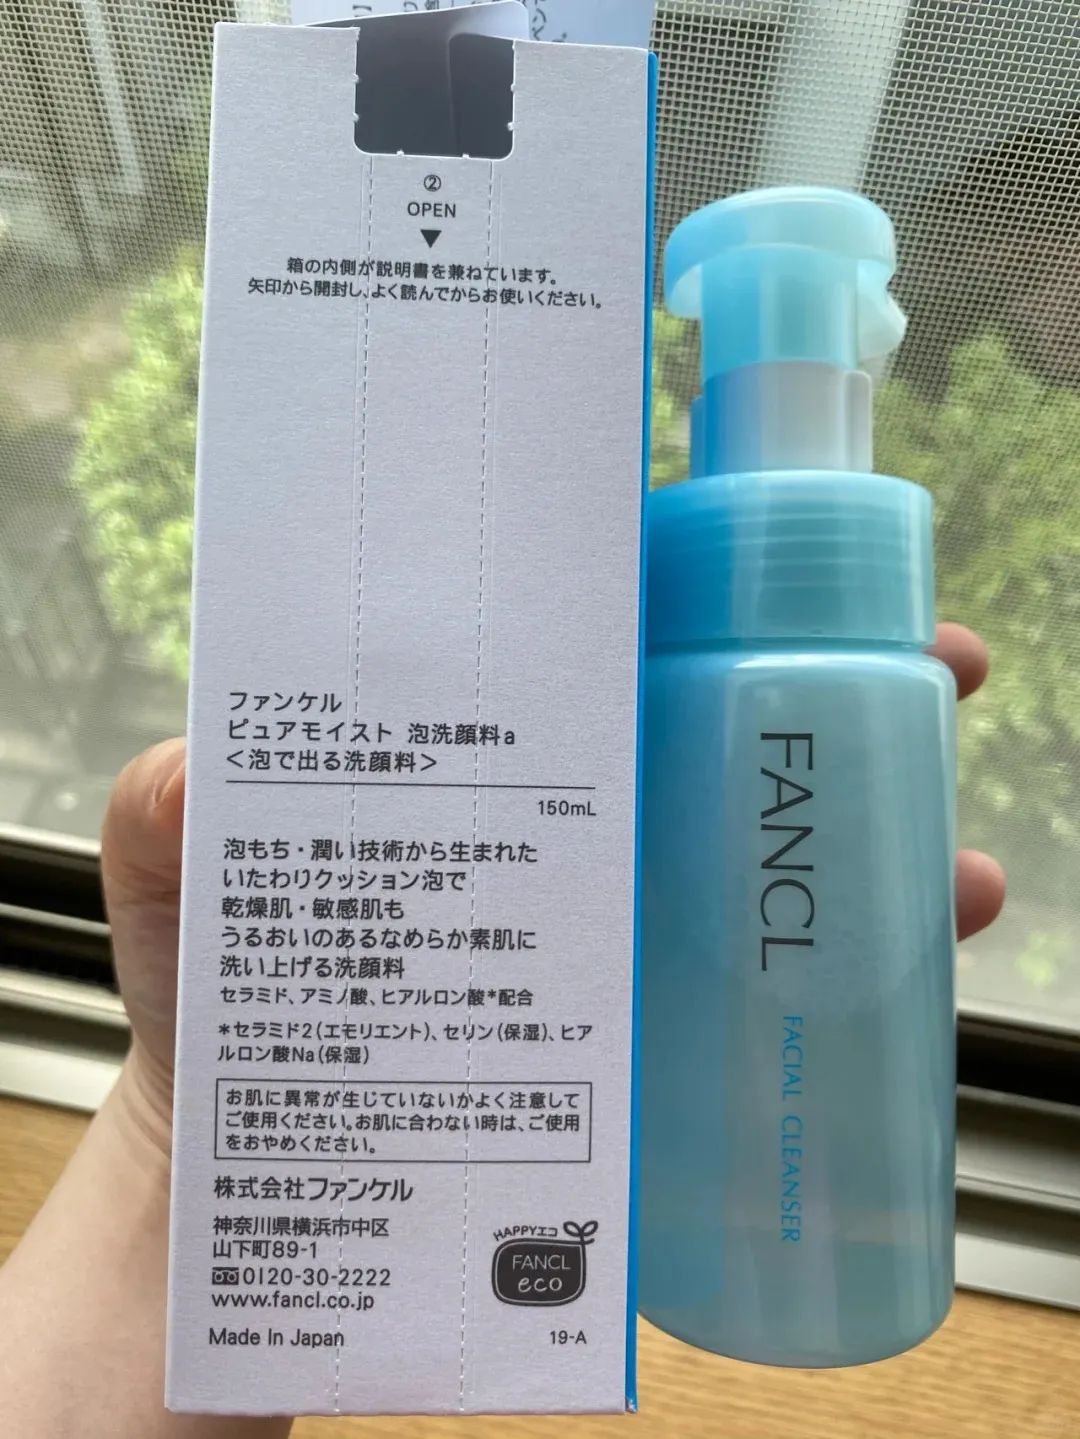 ②
OPEN
▼
箱の内側が説明書を兼ねています。
矢印から開封し、よく読んでからお使いください。
ファンケル
ピュアモイスト 泡洗顔料a
<泡で出る洗顔料>
150mL
泡もち・潤い技術から生まれた
いたわりクッション泡で
乾燥肌・敏感肌も
うるおいのあるなめらか素肌に
洗い上げる洗顔料
セラミド、アミノ酸、ヒアルロン酸*配合
*セラミド2(エモリエント)、セリン(保湿)、ヒア
ルロン酸Na(保湿)
お肌に異常が生じていないかよく注意して
ご使用ください。お肌に合わない時は、ご使用
をおやめください。
株式会社ファンケル
神奈川県横浜市中区
山下町89-1
0120-30-2222
www.fancl.co.jp
Made In Japan
HAPPYエコ
FANCL
eco
19-A
FANCL
FACIAL CLEANSER